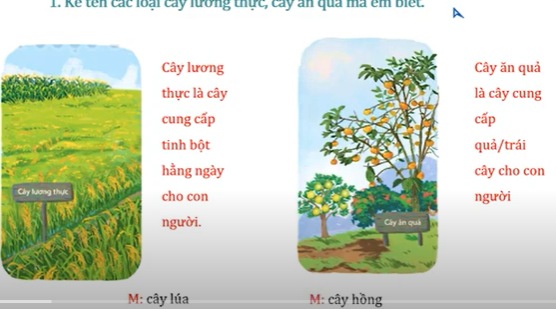 1. Kể tên các loại cây lương thực, cây ăn quả mà em biết.
Cây lương
thực là cây
cung cấp
tinh bột
hằng ngày
cho con
người.
Cây lương thực
M: cây lúa
Cây ăn quả
là cây cung
cấp
quả/trái
cây cho con
người
Cây ăn quả
M: cây hồng